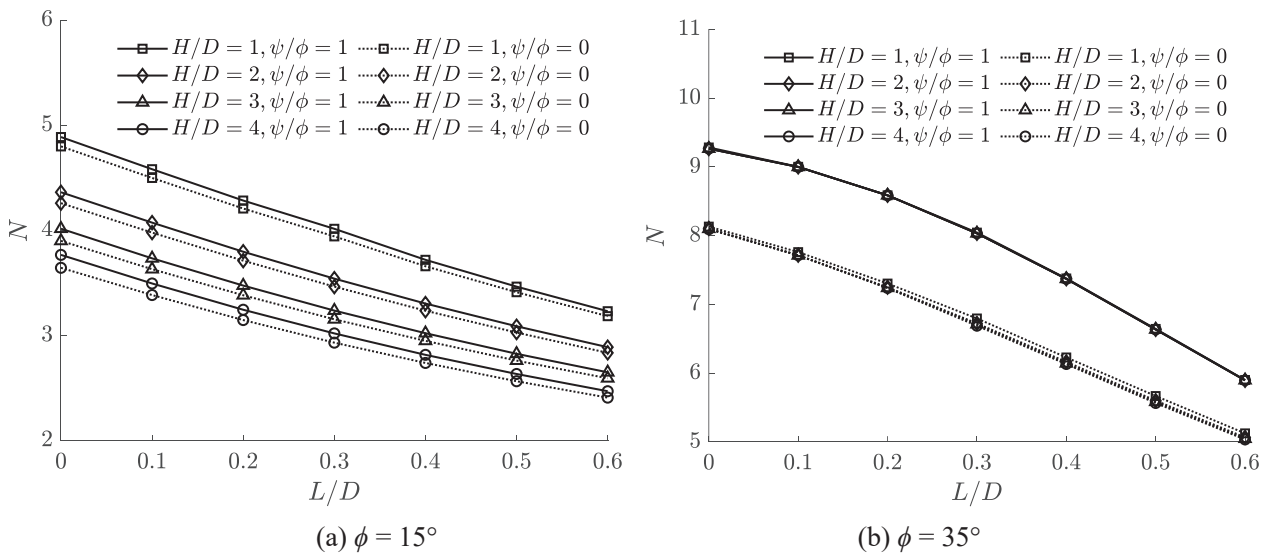 6
5
4
3
2
N
H/D = 1, ψ/ϕ = 1 H/D = 1, ψ/ϕ = 0
H/D = 2, ψ/ϕ = 1 H/D = 2, ψ/ϕ = 0
H/D = 3, ψ/ϕ = 1 H/D = 3, ψ/ϕ = 0
H/D = 4, ψ/ϕ = 1 H/D = 4, ψ/ϕ = 0
0 0.1 0.2 0.3 0.4 0.5 0.6
L/D
(a) ϕ = 15°
11
10
9
8
7
6
5
N
H/D = 1, ψ/ϕ = 1 H/D = 1, ψ/ϕ = 0
H/D = 2, ψ/ϕ = 1 H/D = 2, ψ/ϕ = 0
H/D = 3, ψ/ϕ = 1 H/D = 3, ψ/ϕ = 0
H/D = 4, ψ/ϕ = 1 H/D = 4, ψ/ϕ = 0
0 0.1 0.2 0.3 0.4 0.5 0.6
L/D
(b) ϕ = 35°